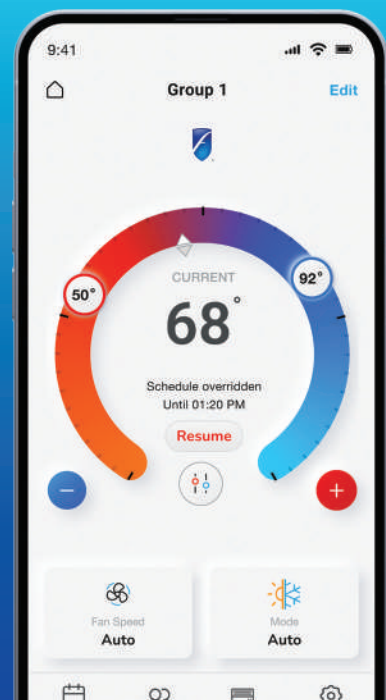 9:41
Group 1
Edit
CURRENT
50°
92°
68°
Schedule overridden
Until 01:20 PM
Resume
Fan Speed
Auto
Mode
Auto